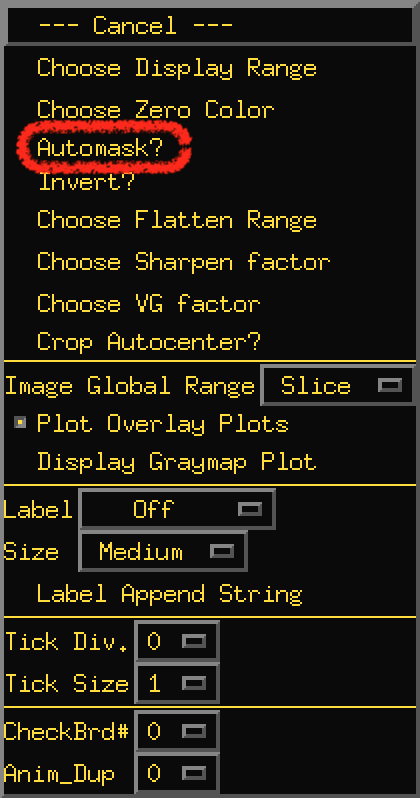 --- Cancel ---
Choose Display Range
Choose Zero Color
Automask?
Invert?
Choose Flatten Range
Choose Sharpen factor
Choose VG factor
Crop Autocenter?
Image Global Range Slice
Plot Overlay Plots
Display Graymap Plot
Label Off
Size Medium
Label Append String
Tick Div. 0
Tick Size 1
CheckBrd# 0
Anim_Dup 0